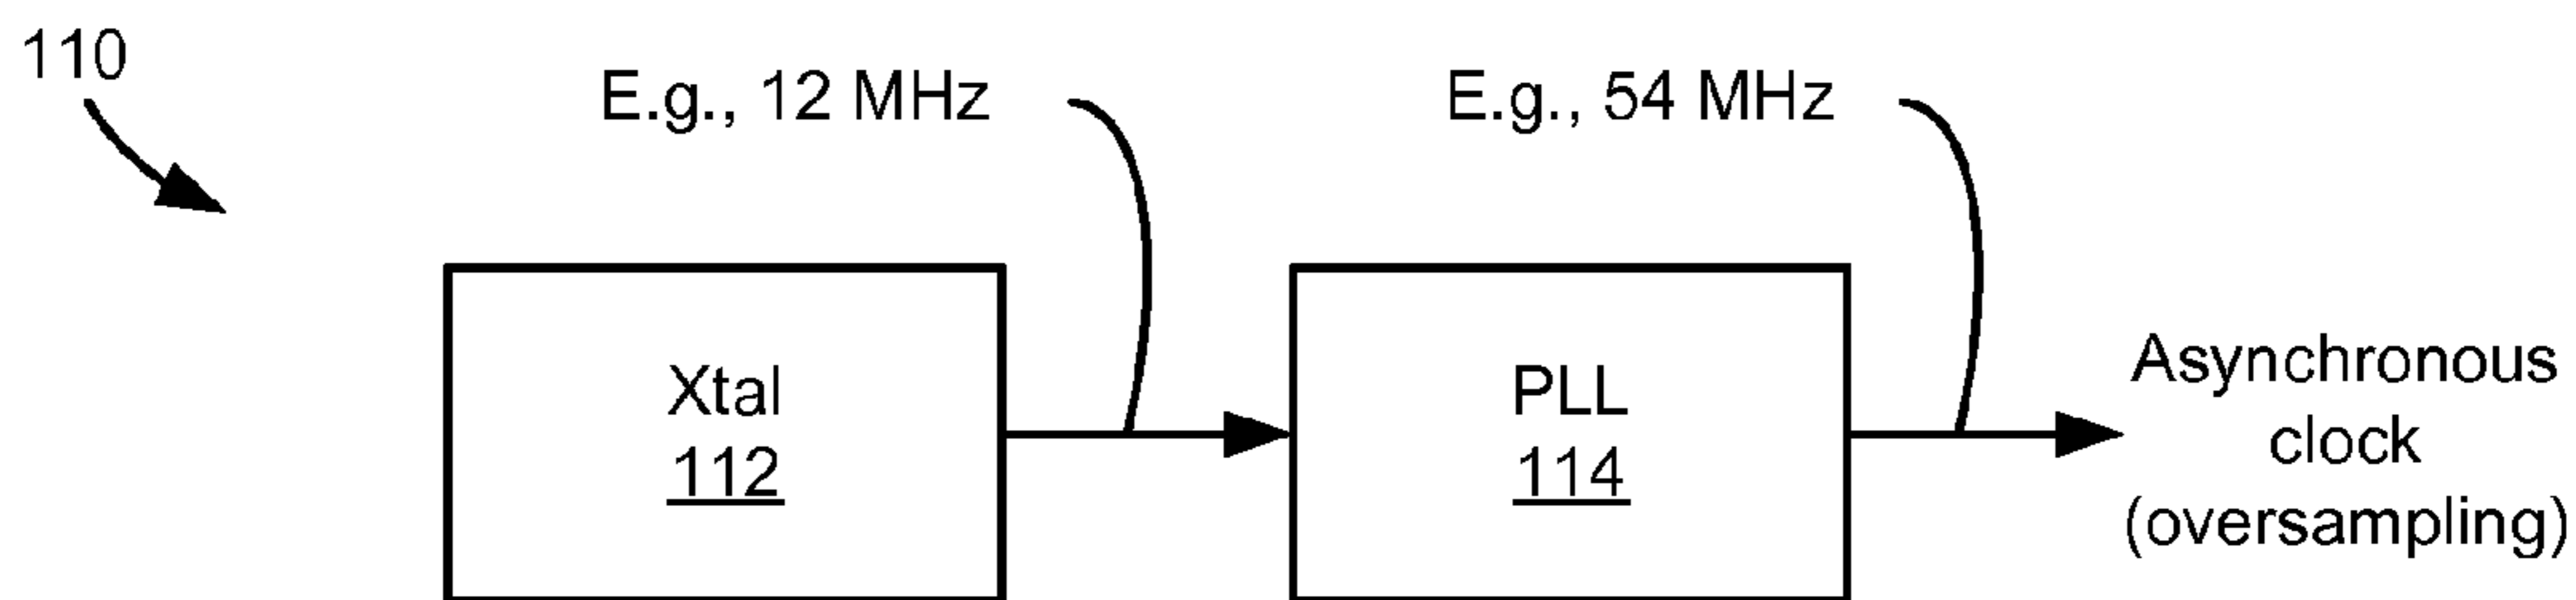 110
E.g., 12 MHz
E.g., 54 MHz
Xtal
112
PLL
114
Asynchronous
clock
(oversampling)